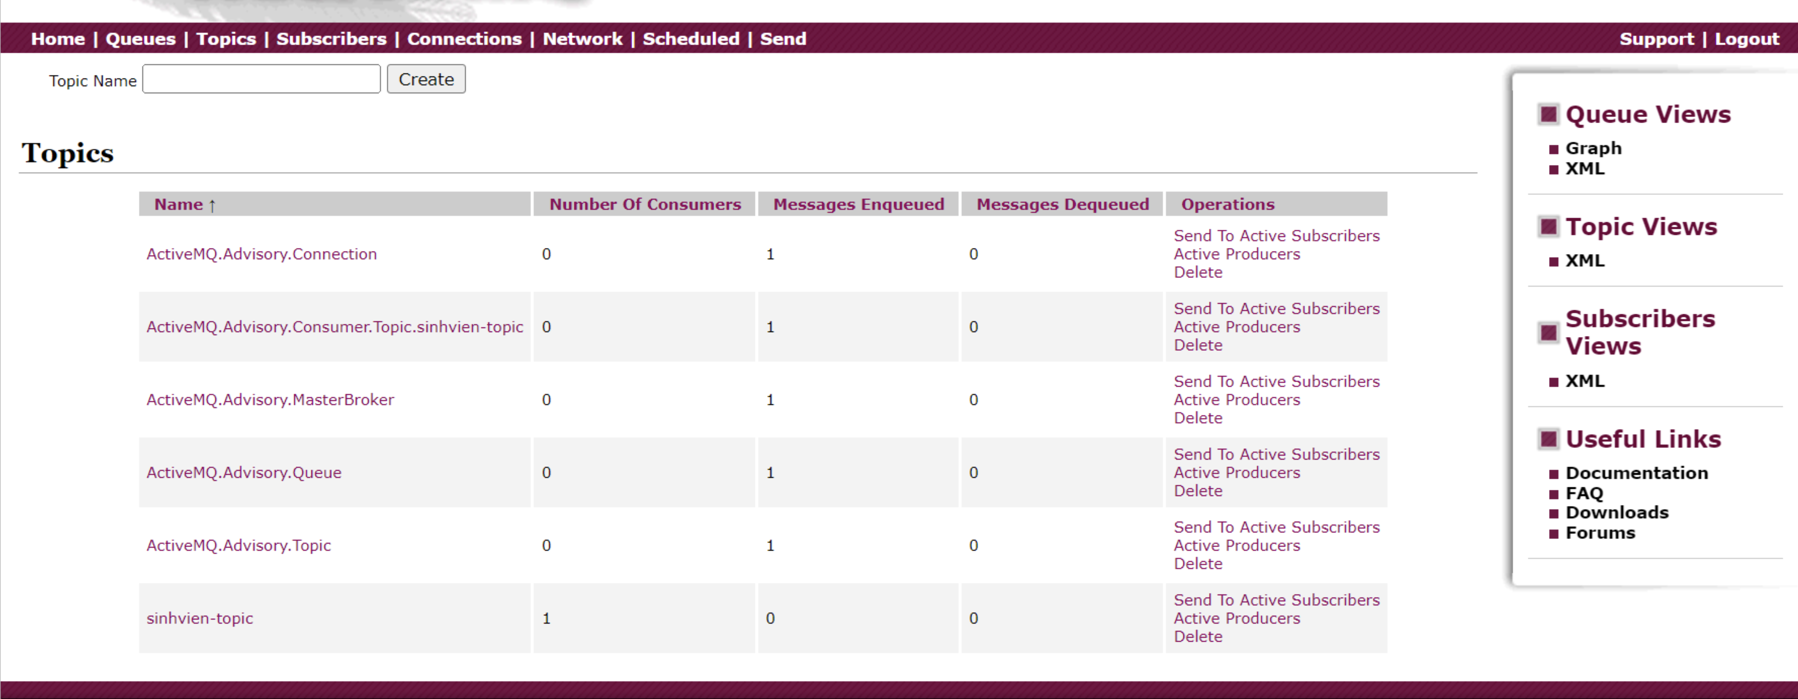 Home | Queues | Topics | Subscribers | Connections | Network | Scheduled | Send
Support | Logout
Topic Name
Create
Topics
Name ↑ Number Of Consumers Messages Enqueued Messages Dequeued Operations
ActiveMQ.Advisory.Connection 0 1 0 Send To Active Subscribers
Active Producers
Delete
ActiveMQ.Advisory.Consumer.Topic.sinhvien-topic 0 1 0 Send To Active Subscribers
Active Producers
Delete
ActiveMQ.Advisory.MasterBroker 0 1 0 Send To Active Subscribers
Active Producers
Delete
ActiveMQ.Advisory.Queue 0 1 0 Send To Active Subscribers
Active Producers
Delete
ActiveMQ.Advisory.Topic 0 1 0 Send To Active Subscribers
Active Producers
Delete
sinhvien-topic 1 0 0 Send To Active Subscribers
Active Producers
Delete
Queue Views
Graph
XML
Topic Views
XML
Subscribers
Views
XML
Useful Links
Documentation
FAQ
Downloads
Forums